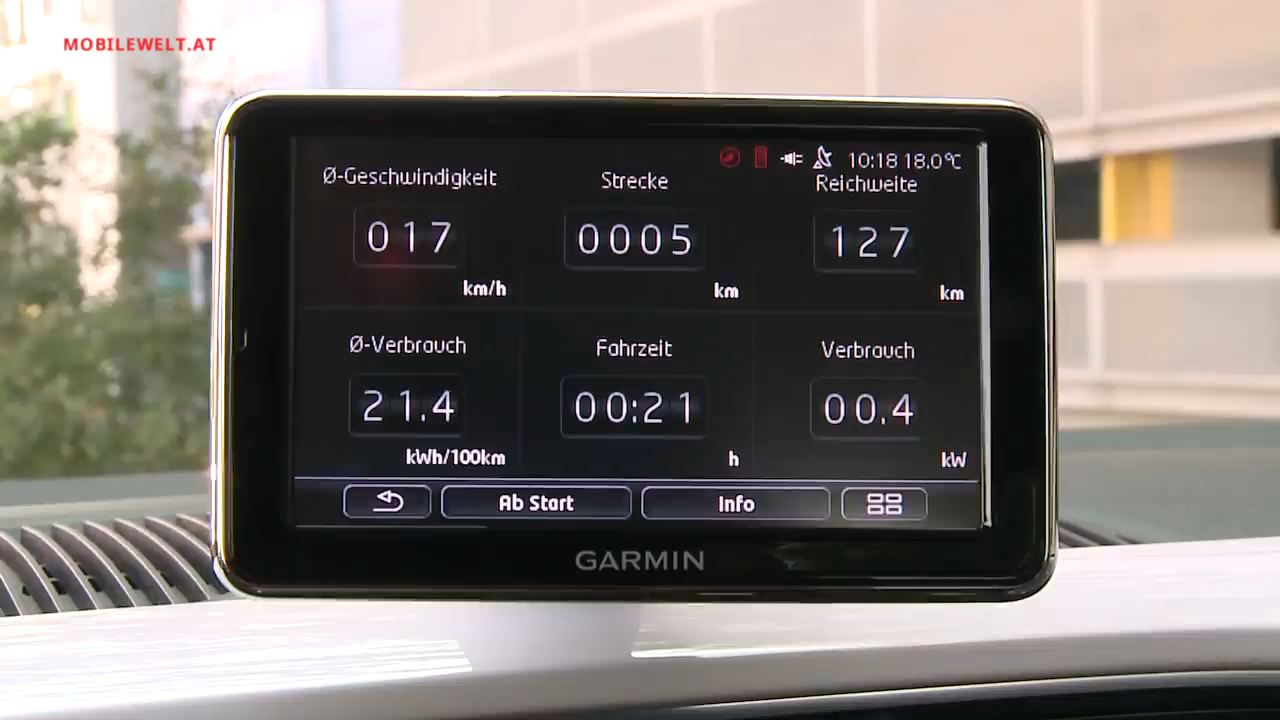 MOBILEWELT.AT
10:18 18.0°C
Ø-Geschwindigkeit Strecke Reichweite
017 0005 127
km/h km km
Ø-Verbrauch Fahrzeit Verbrauch
21.4 00:21 00.4
kWh/100km h kW
Ab Start Info
GARMIN